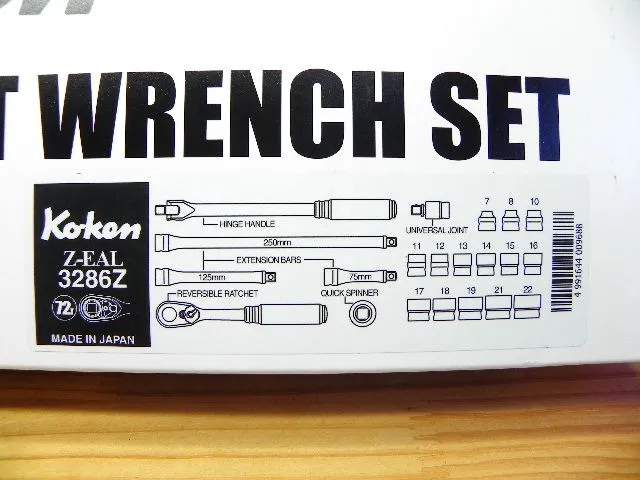 T WRENCH SET
Koken
Z-EAL
3286Z
72
MADE IN JAPAN
HINGE HANDLE
UNIVERSAL JOINT
250mm
EXTENSION BARS
125mm
75mm
REVERSIBLE RATCHET
QUICK SPINNER
7 8 10
11 12 13 14 15 16
17 18 19 21 22
4 991644 009688